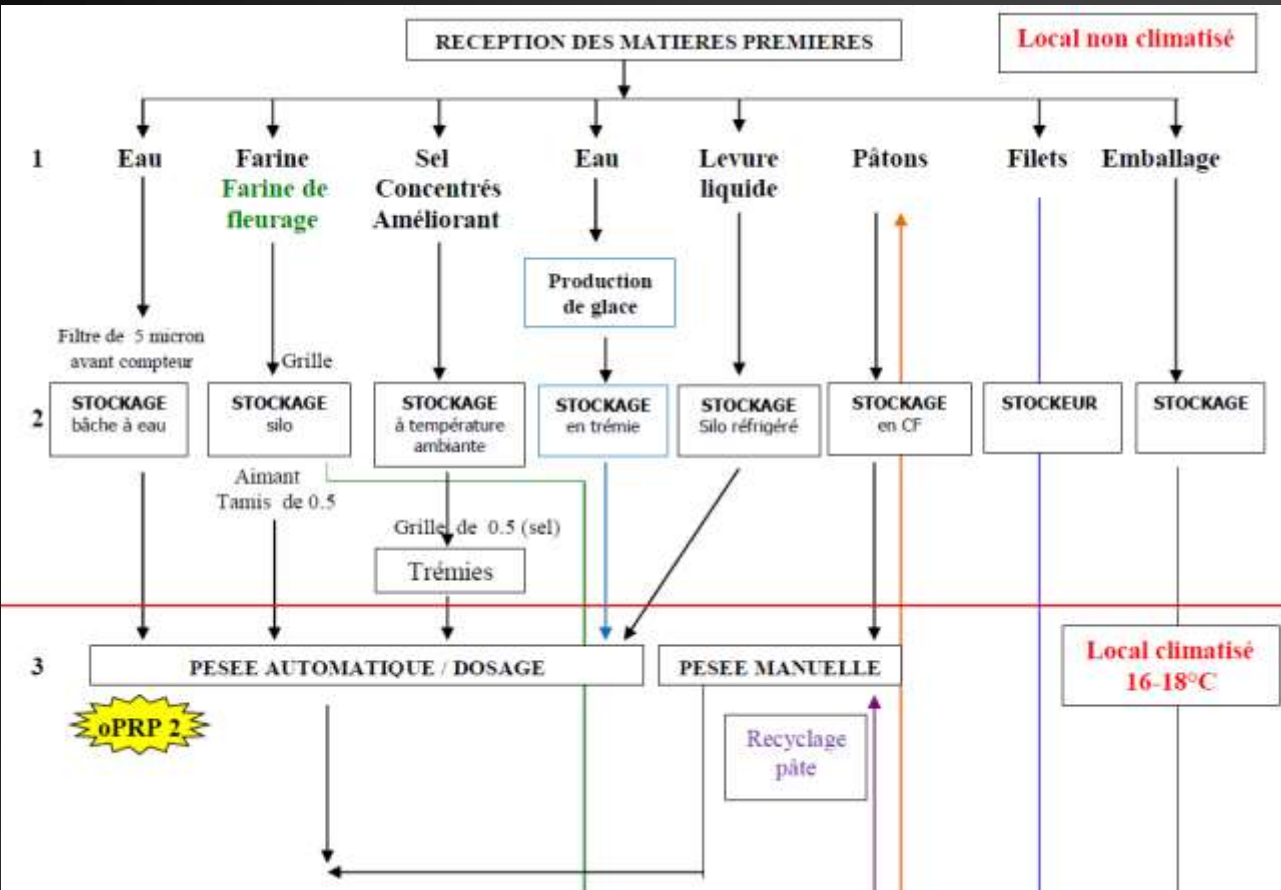 RECEPTION DES MATIERES PREMIERES
Local non climatisé
1
Eau
Farine
Farine de
fleurage
Sel
Concentrés
Améliorant
Eau
Levure
liquide
Pâtons
Filets
Emballage
Production
de glace
Filtre de 5 micron
avant compteur
Grille
2
STOCKAGE
bâche à eau
STOCKAGE
silo
STOCKAGE
à température
ambiante
STOCKAGE
en trémie
STOCKAGE
Silo réfrigéré
STOCKAGE
en CF
STOCKEUR
STOCKAGE
Aimant
Tamis de 0.5
Grille de 0.5 (sel)
Trémies
3
PESEE AUTOMATIQUE / DOSAGE
PESEE MANUELLE
Local climatisé
16-18°C
oPRP 2
Recyclage
pâte